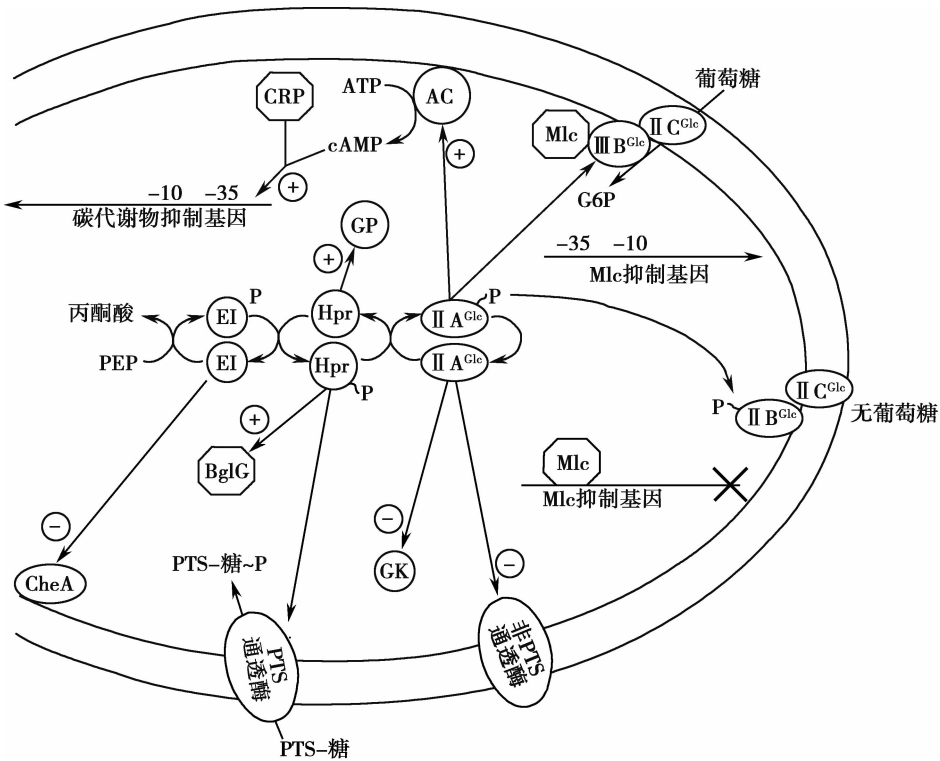 葡萄糖
ATP
AC
CRP
Mlc
ⅢB^Glc
ⅡC^Glc
cAMP
+
+
G6P
-10 -35
碳代谢物抑制基因
GP
+
-35 -10
Mlc抑制基因
丙酮酸
EI
P
Hpr
ⅡA^Glc
P
PEP
EI
Hpr
P
ⅡA^Glc
ⅡC^Glc
P
ⅡB^Glc
无葡萄糖
+
BglG
Mlc
Mlc抑制基因
-
-
-
CheA
PTS-糖~P
GK
PTS
通透酶
非PTS
通透酶
PTS-糖